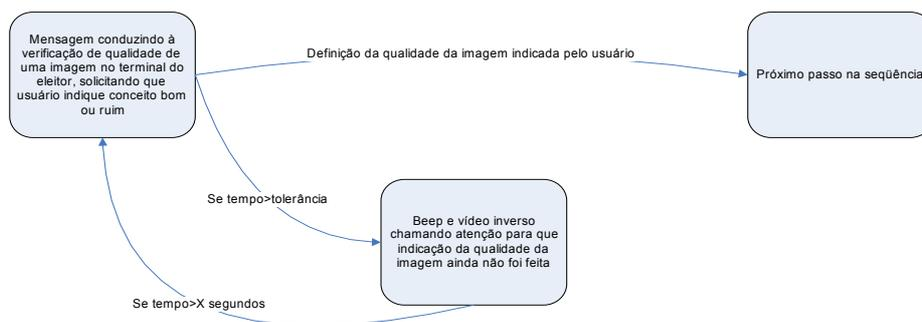 Mensagem conduzindo à
verificação de qualidade de
uma imagem no terminal do
eleitor, solicitando que
usuário indique conceito bom
ou ruim
Definição da qualidade da imagem indicada pelo usuário
Próximo passo na seqüência
Se tempo>tolerância
Beep e vídeo inverso
chamando atenção para que
indicação da qualidade da
imagem ainda não foi feita
Se tempo>X segundos